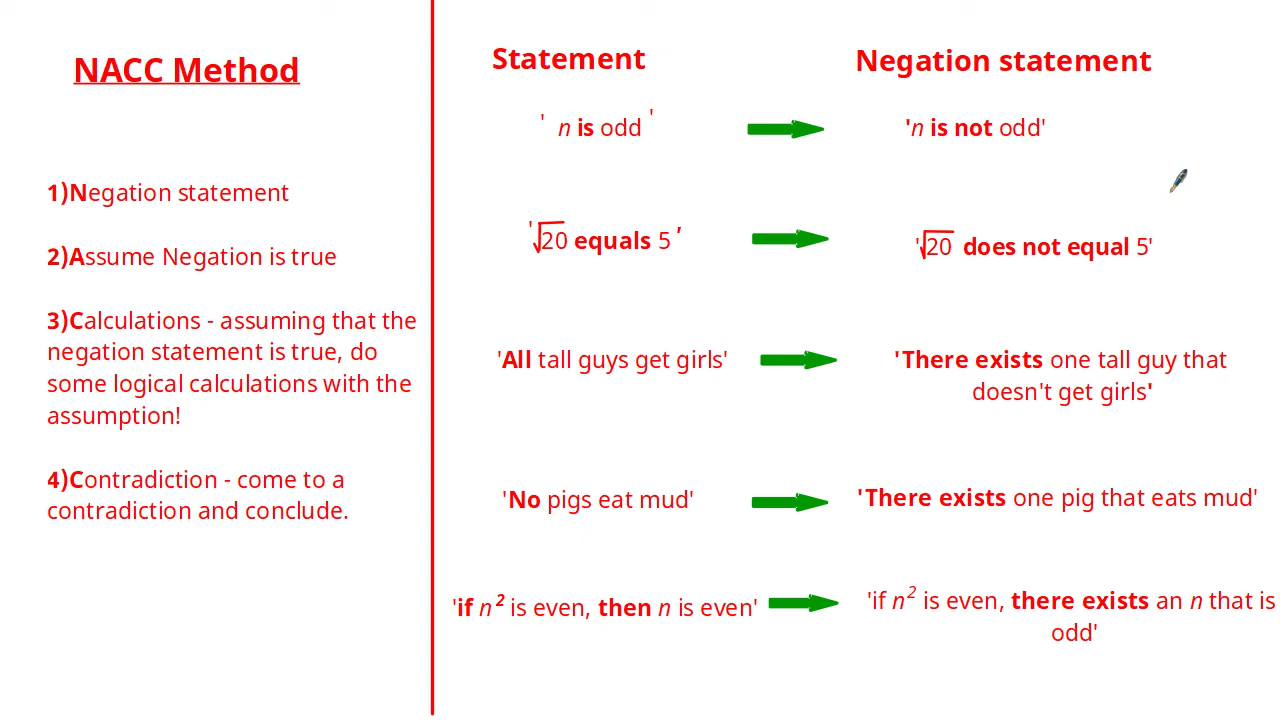 NACC Method
1)Negation statement
2)Assume Negation is true
3)Calculations - assuming that the
negation statement is true, do
some logical calculations with the
assumption!
4)Contradiction - come to a
contradiction and conclude.
Statement
Negation statement
' n is odd '
'n is not odd'
'√20 equals 5'
'√20 does not equal 5'
'All tall guys get girls'
'There exists one tall guy that
doesn't get girls'
'No pigs eat mud'
'There exists one pig that eats mud'
'if n² is even, then n is even'
'if n² is even, there exists an n that is
odd'